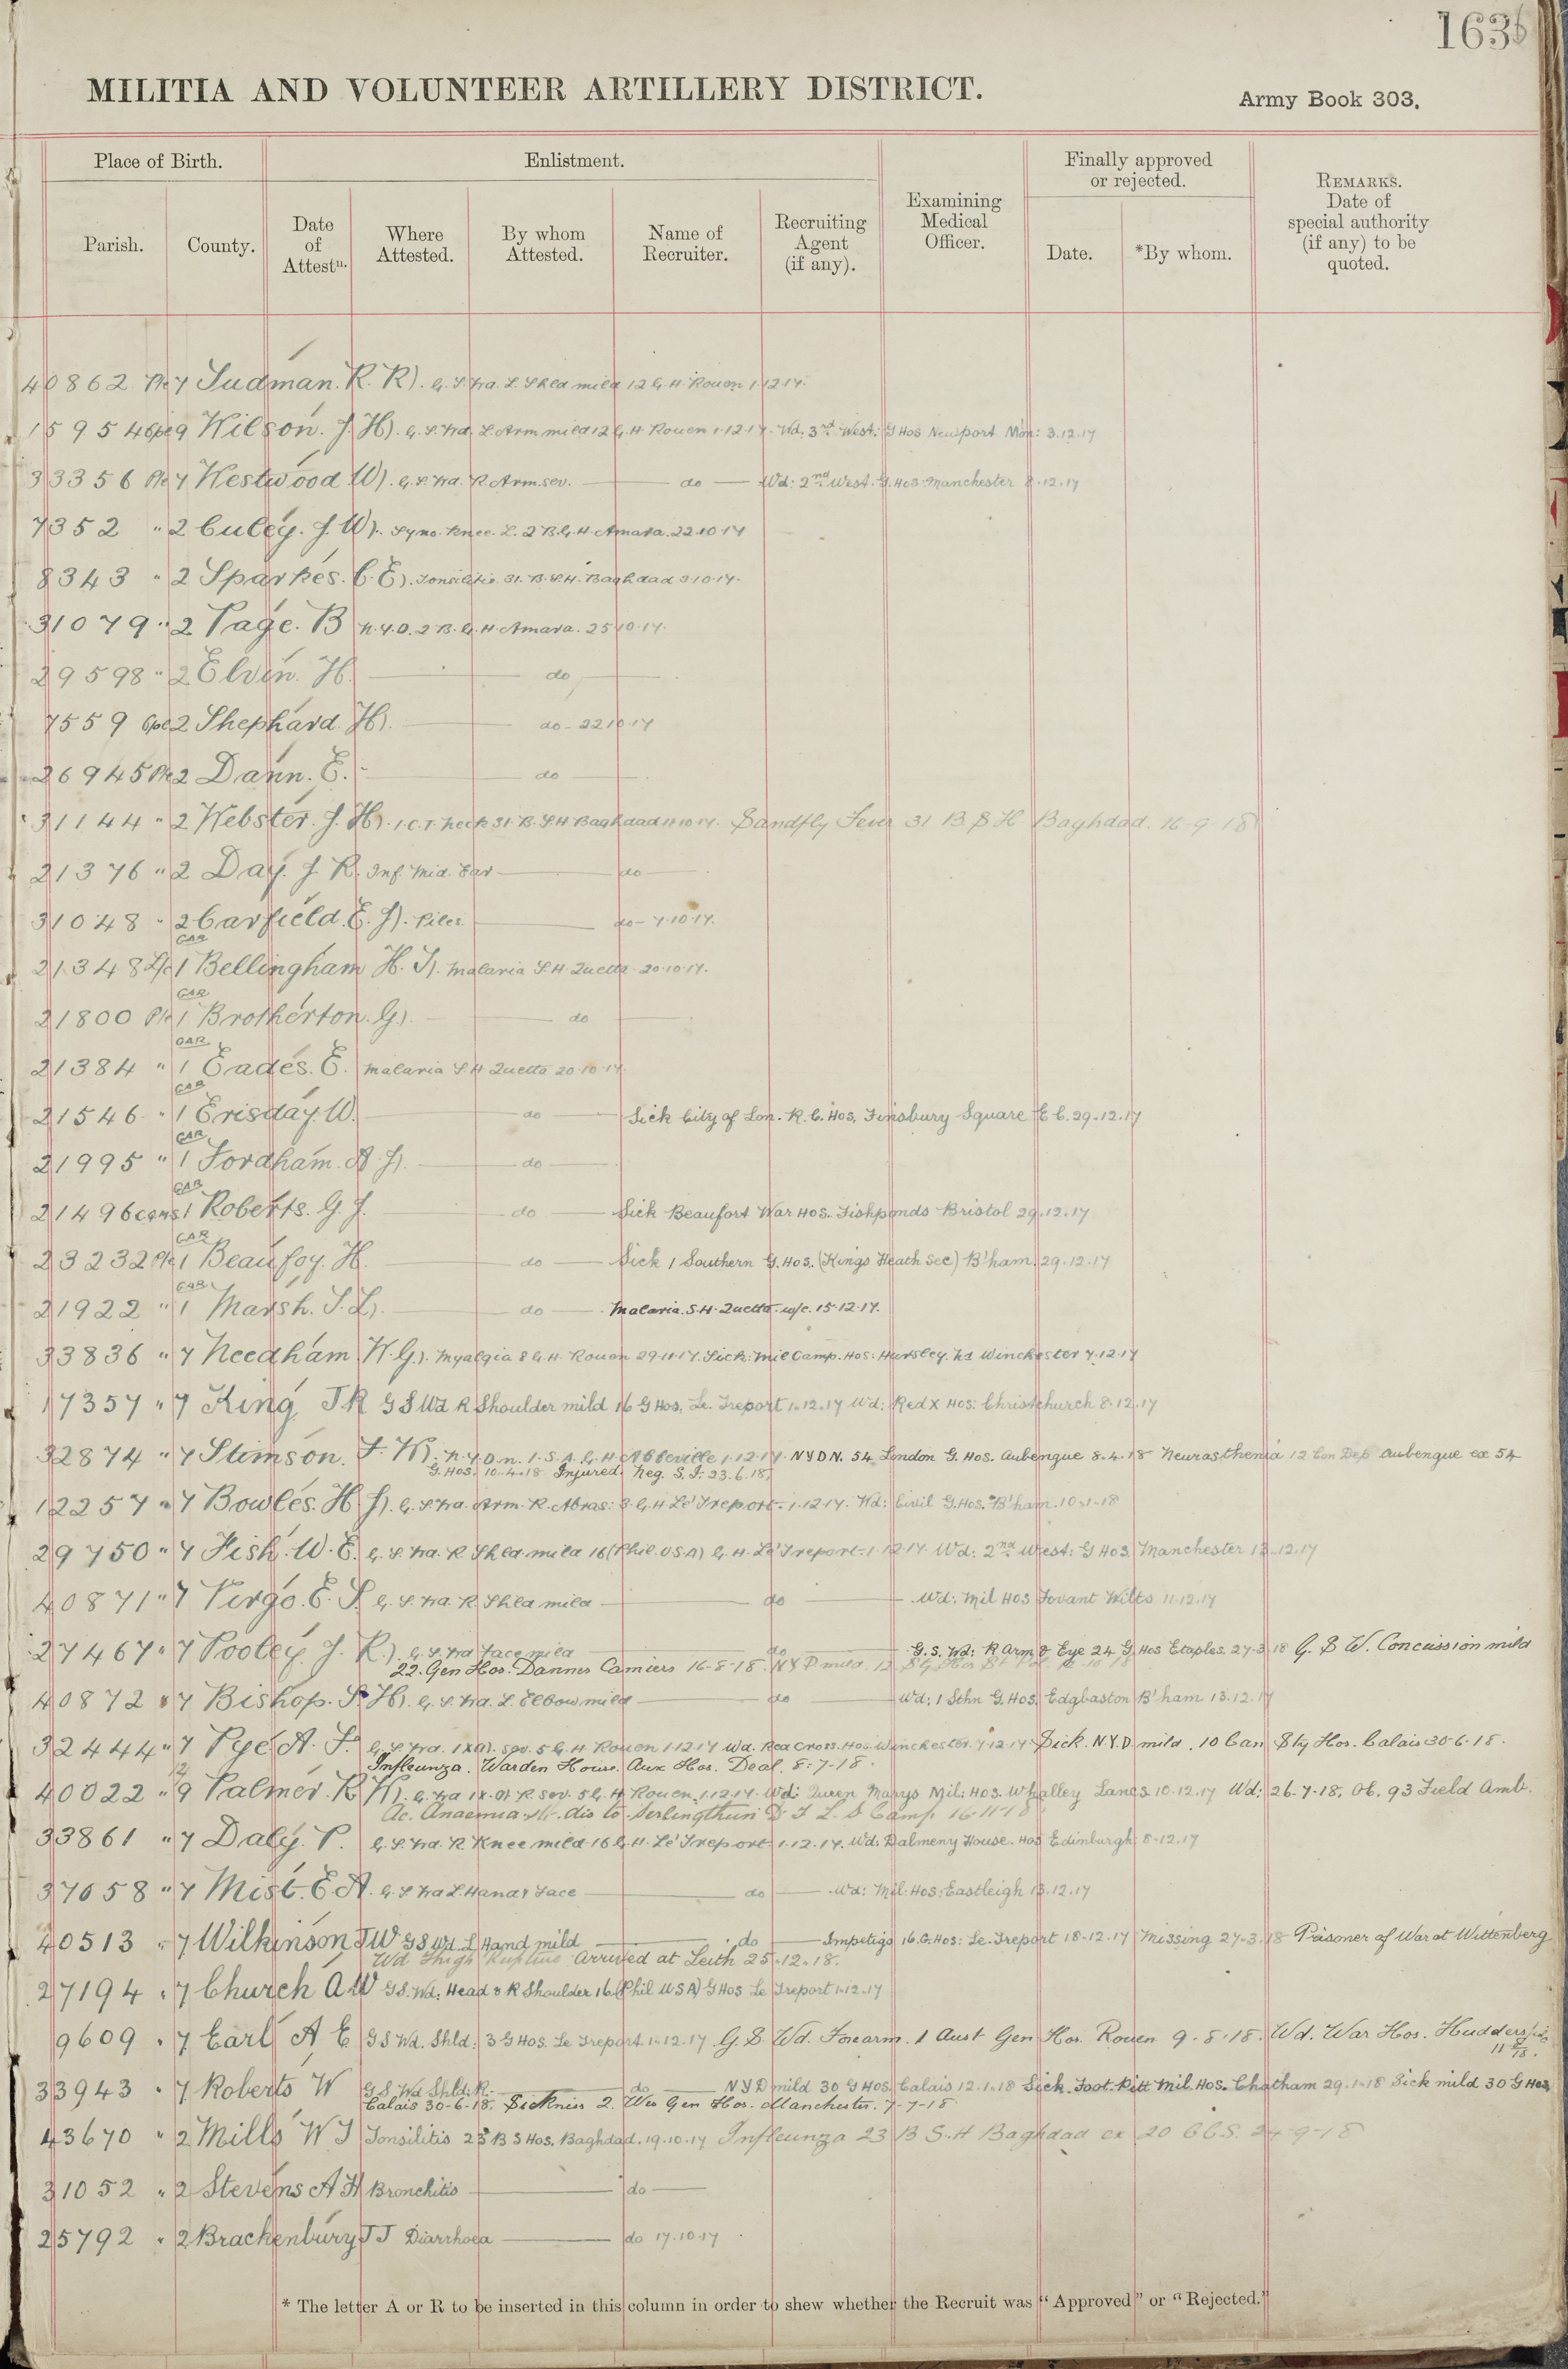 163b
MILITIA AND VOLUNTEER ARTILLERY DISTRICT.
Army Book 303.
Place of Birth.
Enlistment.
Finally approved
or rejected.
Parish.
County.
Date
of
Attestn.
Where
Attested.
By whom
Attested.
Name of
Recruiter.
Recruiting
Agent
(if any).
Examining
Medical
Officer.
Date.
*By whom.
REMARKS.
Date of
special authority
(if any) to be
quoted.
40862 Pte 7 Sudman. R. R). G. S. Wd. L. Shld mild 12 G. H Rouen 1.12.17.
15954 Cpl 9 Wilson. J. H). G. S. Wd. L. Arm mild 12 G. H Rouen 1.12.17. Wd: 3rd West: G Hos Newport Mon: 3.12.17
33356 Pte 7 Westwood W). G. S. Wd. R. Arm. sev. — do — Wd: 2nd West. G. Hos Manchester 8.12.17
7352 " 2 Culey. J. W). Syno. Knee. L. 2 B. G. H. Amara. 22.10.17
8343 " 2 Sparkes. C. E). Tonsilitis. 31. B. S. H. Baghdad 3.10.17.
31079 " 2 Page. B N. Y. D. 2 B. G. H. Amara. 25.10.17.
29598 " 2 Elvin. H. — do —
7559 Cpl 2 Shephard. H). — do — 22.10.17
26945 Pte 2 Dann. E. — do —
31144 " 2 Webster. J. H). I. C. T. Neck 31. B. S H Baghdad 11.10.17. Sandfly Fever 31 B. S H Baghdad. 16-9-18
21376 " 2 Day. J. R. Inf. Mid. Ear — do —
31048 " 2 Carfield. E. J). Piles. — do — 7.10.17.
GAR
21348 L/c 1 Bellingham H. T). Malaria S. H Quetta. 20.10.17.
GAR
21800 Pte 1 Brotherton. G). — do —
GAR
21384 " 1 Eades. E. Malaria S. H Quetta 20.10.17.
GAR
21546 " 1 Erisday. W. — do — Sick City of Lon. R. C. Hos. Finsbury Square E C. 29.12.17
GAR
21995 " 1 Fordham. A. J). — do —
GAR
21496 1 Roberts. G. J. — do — Sick Beaufort War Hos. Fishponds Bristol 29.12.17
GAR
23232 Pte 1 Beaufoy. H. — do — Sick 1 Southern G. Hos. (Kings Heath Sec) B'ham. 29.12.17
GAR
21922 " 1 Marsh. S. L). — do — Malaria. S. H. Quetta. w/e. 15.12.17.
33836 " 7 Needham W. G). Myalgia 8 G. H. Rouen 29.11.17. Sick: Mil Camp. Hos: Hursley. Nr Winchester 7.12.17
17357 " 7 King J R G S Wd R Shoulder mild 16 G Hos. Le Treport 1.12.17 Wd: Red X Hos: Christchurch 8.12.17
32874 " 7 Stimson. F. W). N. Y. D. n. 1. S. A. G. H Abbeville 1.12.17. NYDN. 54 London G. Hos. Aubengue 8.4.18 Neurasthenia 12 Con Dep Aubengue ex 54
G. Hos. 10.4.18 Injured. Neg. S. I. 23.6.18.
12257 " 7 Bowles. H. J). G. S. Wd. Arm. R. Abras: 3 G. H Le Treport. 1.12.17. Wd: Civil G. Hos. B'ham. 10.1.18
29750 " 7 Fish. W. E. G. S. Wd. R. Shld mild 16 (Phil. U.S.A) G. H. Le Treport. 1.12.17 Wd: 2nd West: G Hos Manchester 13.12.17
40871 " 7 Virgo. E. S. G. S. Wd. R Shld mild — do — Wd: Mil Hos Fovant Wilts 11.12.17
27467 " 7 Pooley. J. R). G. S. Wd Face mild — do — G. S. Wd: R Arm & Eye 24 G Hos Etaples. 27-3-18 G. S W. Concussion mild
22. Gen Hos. Dannes Camiers 16-8-18. NYD mild.
40872 " 7 Bishop. S. H). G. S. Wd. L. Elbow mild — do — Wd: 1 Sthn G. Hos. Edgbaston B'ham 13.12.17
32444 " 7 Pye A. F. G. S Wd. sev. 5 G. H Rouen 1.12.17 Wd. Red Cross. Hos. Winchester. 7.12.17 Sick. N.Y.D mild. 10 Can Sty Hos. Calais 30-6-18.
Infleunza. Warden House. Aux Hos. Deal. 8-7-18.
40022 " 9 Palmer. R. W). G. Wd R sev. 5 G. H Rouen. 1.12.17. Wd: Queen Marys Mil: Hos. Whalley Lancs 10.12.17 Wd: 26-7-18. Ob. 93 Field Amb.
Ac. Anaemia dis to Terlingthun D. I L. S Camp 16-11-18
33861 " 7 Daly. P. G. S. Wd. R Knee mild 16 G. H. Le Treport 1.12.17. Wd: Dalmeny House. Hos Edinburgh: 8.12.17
37058 " 7 Mist. E. A. G. S Wd L. Hand & Face — do — Wd: Mil: Hos: Eastleigh 13.12.17
40513 " 7 Wilkinson J W G S Wd L Hand mild — do — Impetigo 16. G. Hos: Le Treport 18.12.17 Missing 27-3-18 Prisoner of War at Wittenberg
Wd Thigh Arrived at Leith 25.12.18.
27194 " 7 Church A W G S. Wd: Head & R Shoulder 16 (Phil U S A) G Hos Le Treport 1.12.17
9609 " 7 Earl A E G S Wd. Shld: 3 G Hos. Le Treport 1.12.17 G. S Wd. Forearm. 1 Aust Gen Hos. Rouen 9-8-18. Wd. War Hos. Huddersfield
33943 " 7 Roberts W G S Wd Shld. R. — do — N Y D mild 30 G Hos. Calais 12.1.18 Sick. Foot. Fort Pitt Mil. Hos. Chatham 29.1.18 Sick mild 30 G Hos
Calais 30-6-18. Sickness 2. Wes Gen Hos. Manchester. 7-7-18
43670 " 2 Mills W J Tonsilitis 23 B S Hos. Baghdad. 19.10.17 Infleunza 23 B S. H Baghdad ex 20 C C S. 24-9-18
31052 " 2 Stevens A H Bronchitis — do —
25792 " 2 Brackenbury J J Diarrhoea — do 17.10.17
* The letter A or R to be inserted in this column in order to shew whether the Recruit was "Approved" or "Rejected."